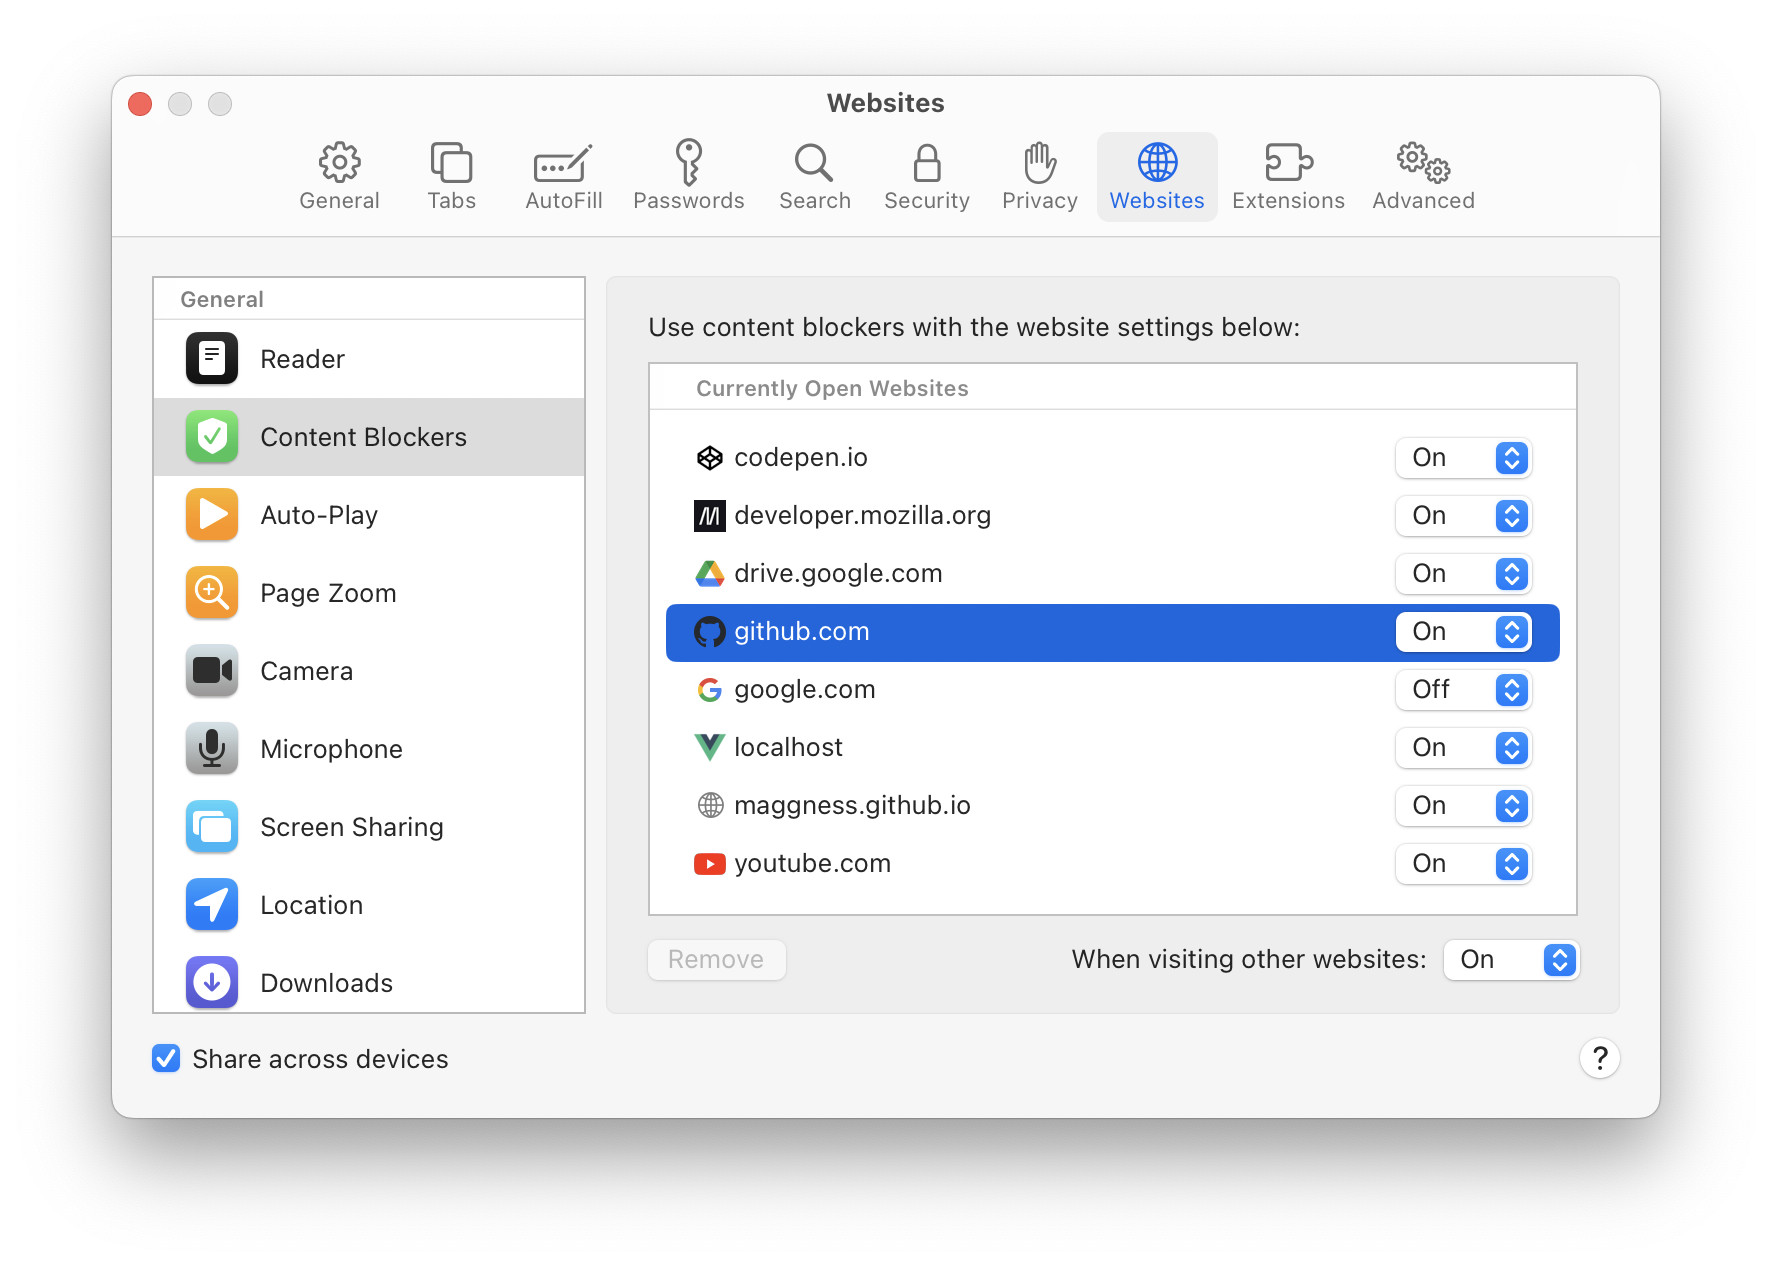 Websites
General
Tabs
AutoFill
Passwords
Search
Security
Privacy
Websites
Extensions
Advanced
General
Reader
Content Blockers
Auto-Play
Page Zoom
Camera
Microphone
Screen Sharing
Location
Downloads
Use content blockers with the website settings below:
Currently Open Websites
codepen.io On
developer.mozilla.org On
drive.google.com On
github.com On
google.com Off
localhost On
maggness.github.io On
youtube.com On
Remove
When visiting other websites: On
Share across devices
?